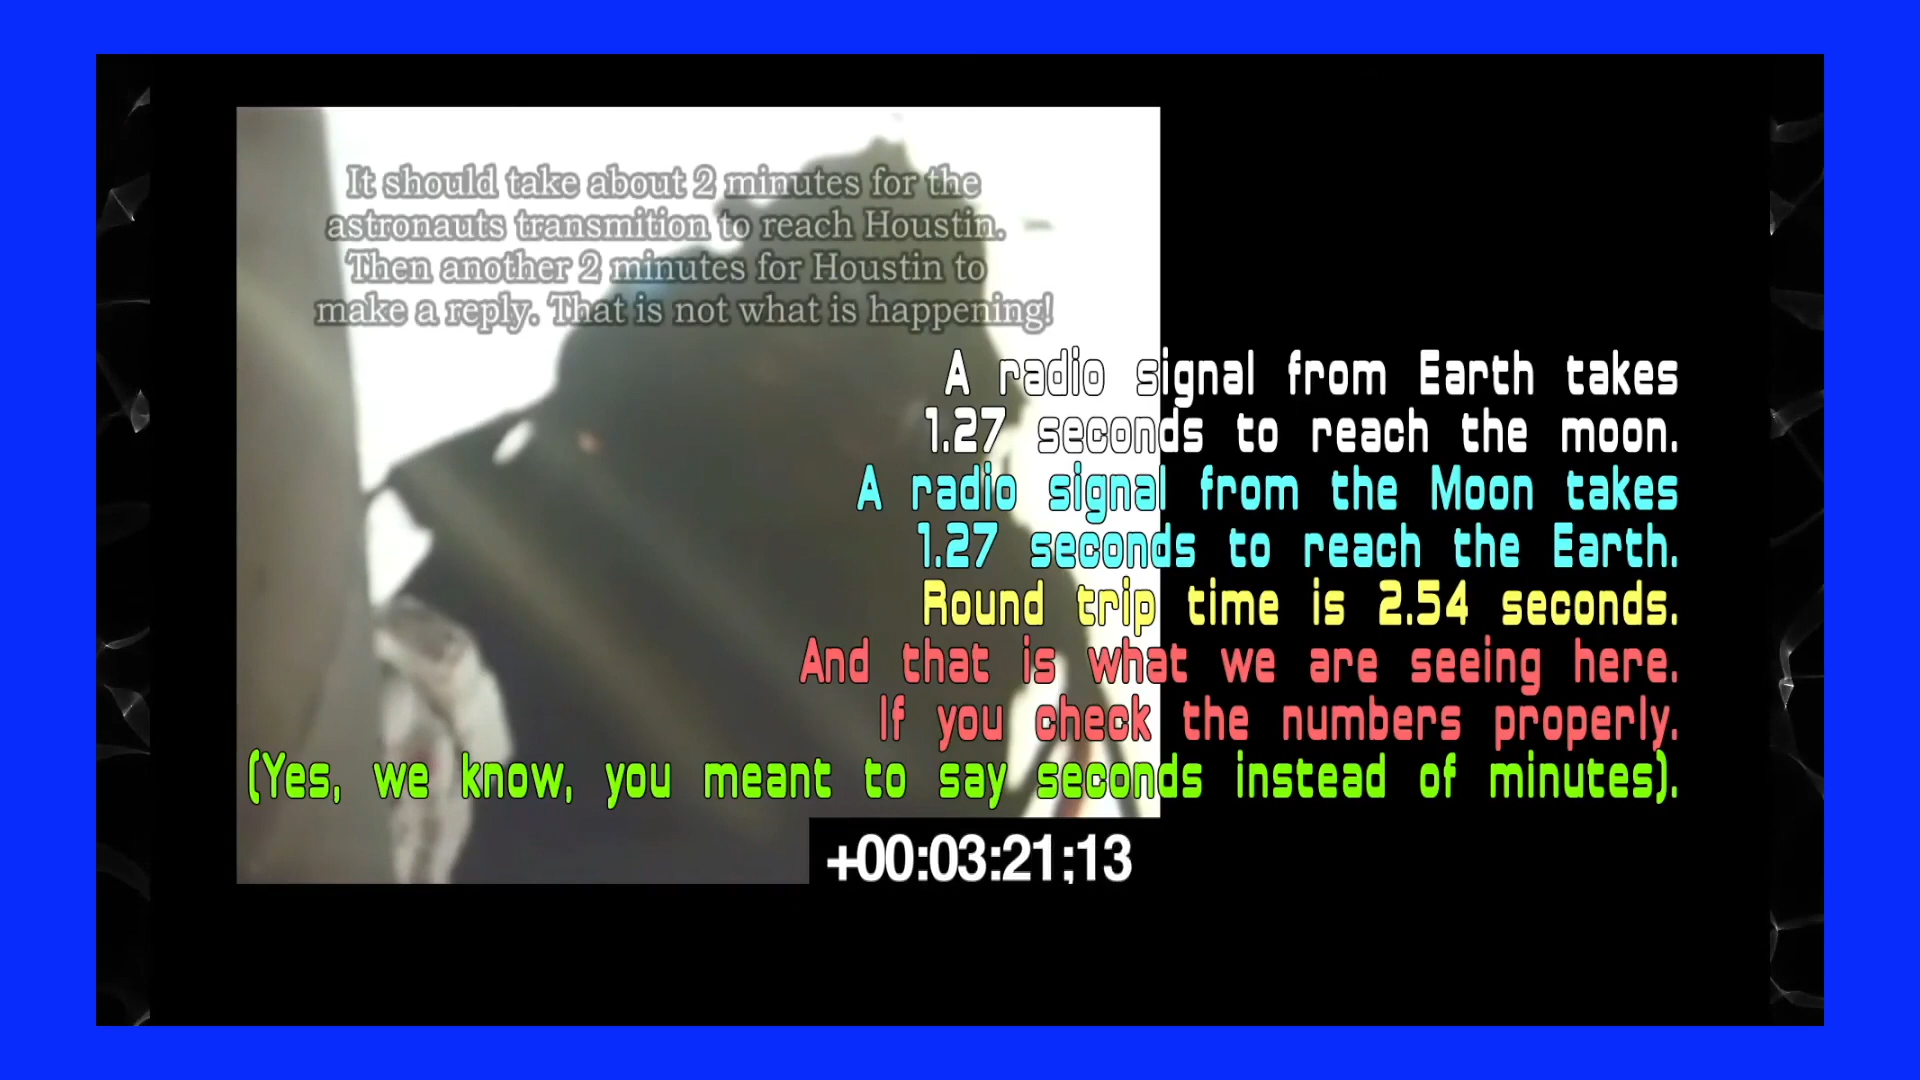 It should take about 2 minutes for the
astronauts transmition to reach Houstin.
Then another 2 minutes for Houstin to
make a reply. That is not what is happening!
A radio signal from Earth takes
1.27 seconds to reach the moon.
A radio signal from the Moon takes
1.27 seconds to reach the Earth.
Round trip time is 2.54 seconds.
And that is what we are seeing here.
If you check the numbers properly.
(Yes, we know, you meant to say seconds instead of minutes).
+00:03:21;13